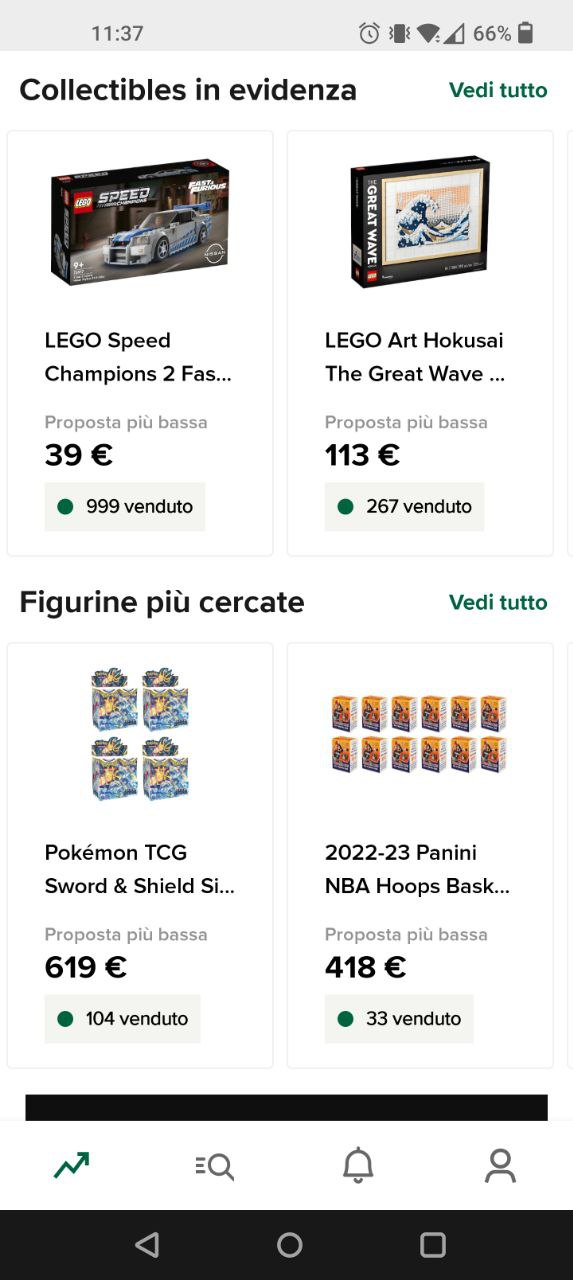 11:37
66%
Collectibles in evidenza
Vedi tutto
LEGO
SPEED
CHAMPIONS
FAST & FURIOUS
9+
NISSAN
THE GREAT WAVE
LEGO
LEGO Speed
Champions 2 Fas...
Proposta più bassa
39 €
999 venduto
LEGO Art Hokusai
The Great Wave ...
Proposta più bassa
113 €
267 venduto
Figurine più cercate
Vedi tutto
Pokémon TCG
Sword & Shield Si...
Proposta più bassa
619 €
104 venduto
2022-23 Panini
NBA Hoops Bask...
Proposta più bassa
418 €
33 venduto